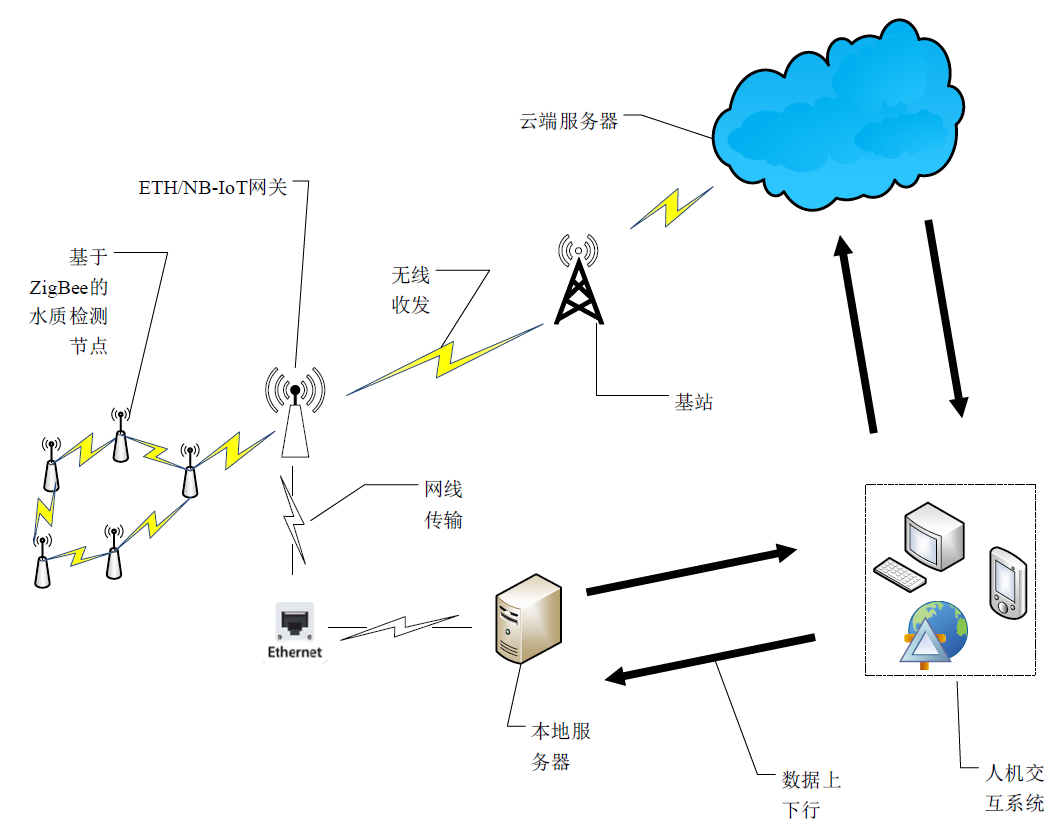 云端服务器
ETH/NB-IoT网关
基于
ZigBee的
水质检测
节点
无线
收发
基站
网线
传输
Ethernet
本地服
务器
数据上
下行
人机交
互系统